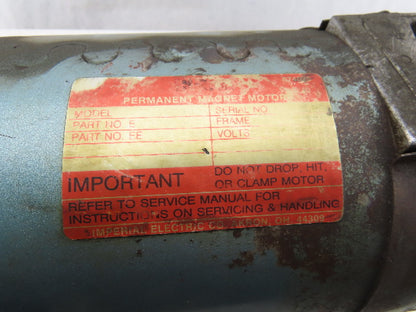 PERMANENT MAGNET MOTOR
MODEL SERIAL NO.
PART NO. E FRAME
PART NO. EE VOLTS
IMPORTANT DO NOT DROP, HIT,
OR CLAMP MOTOR
REFER TO SERVICE MANUAL FOR
INSTRUCTIONS ON SERVICING & HANDLING
IMPERIAL ELECTRIC CO. AKRON, OH 44309